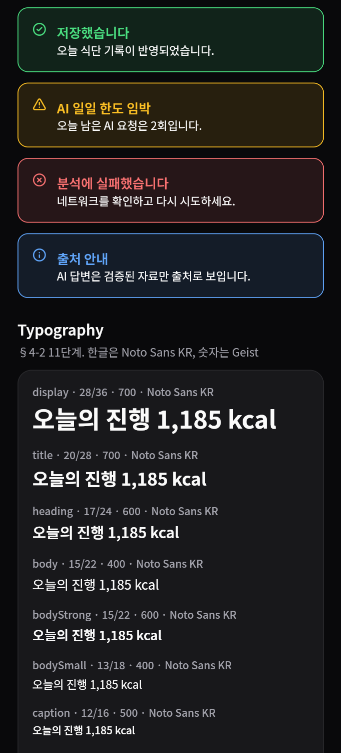 저장했습니다
오늘 식단 기록이 반영되었습니다.
AI 일일 한도 임박
오늘 남은 AI 요청은 2회입니다.
분석에 실패했습니다
네트워크를 확인하고 다시 시도하세요.
출처 안내
AI 답변은 검증된 자료만 출처로 보입니다.
Typography
§4-2 11단계. 한글은 Noto Sans KR, 숫자는 Geist
display · 28/36 · 700 · Noto Sans KR
오늘의 진행 1,185 kcal
title · 20/28 · 700 · Noto Sans KR
오늘의 진행 1,185 kcal
heading · 17/24 · 600 · Noto Sans KR
오늘의 진행 1,185 kcal
body · 15/22 · 400 · Noto Sans KR
오늘의 진행 1,185 kcal
bodyStrong · 15/22 · 600 · Noto Sans KR
오늘의 진행 1,185 kcal
bodySmall · 13/18 · 400 · Noto Sans KR
오늘의 진행 1,185 kcal
caption · 12/16 · 500 · Noto Sans KR
오늘의 진행 1,185 kcal